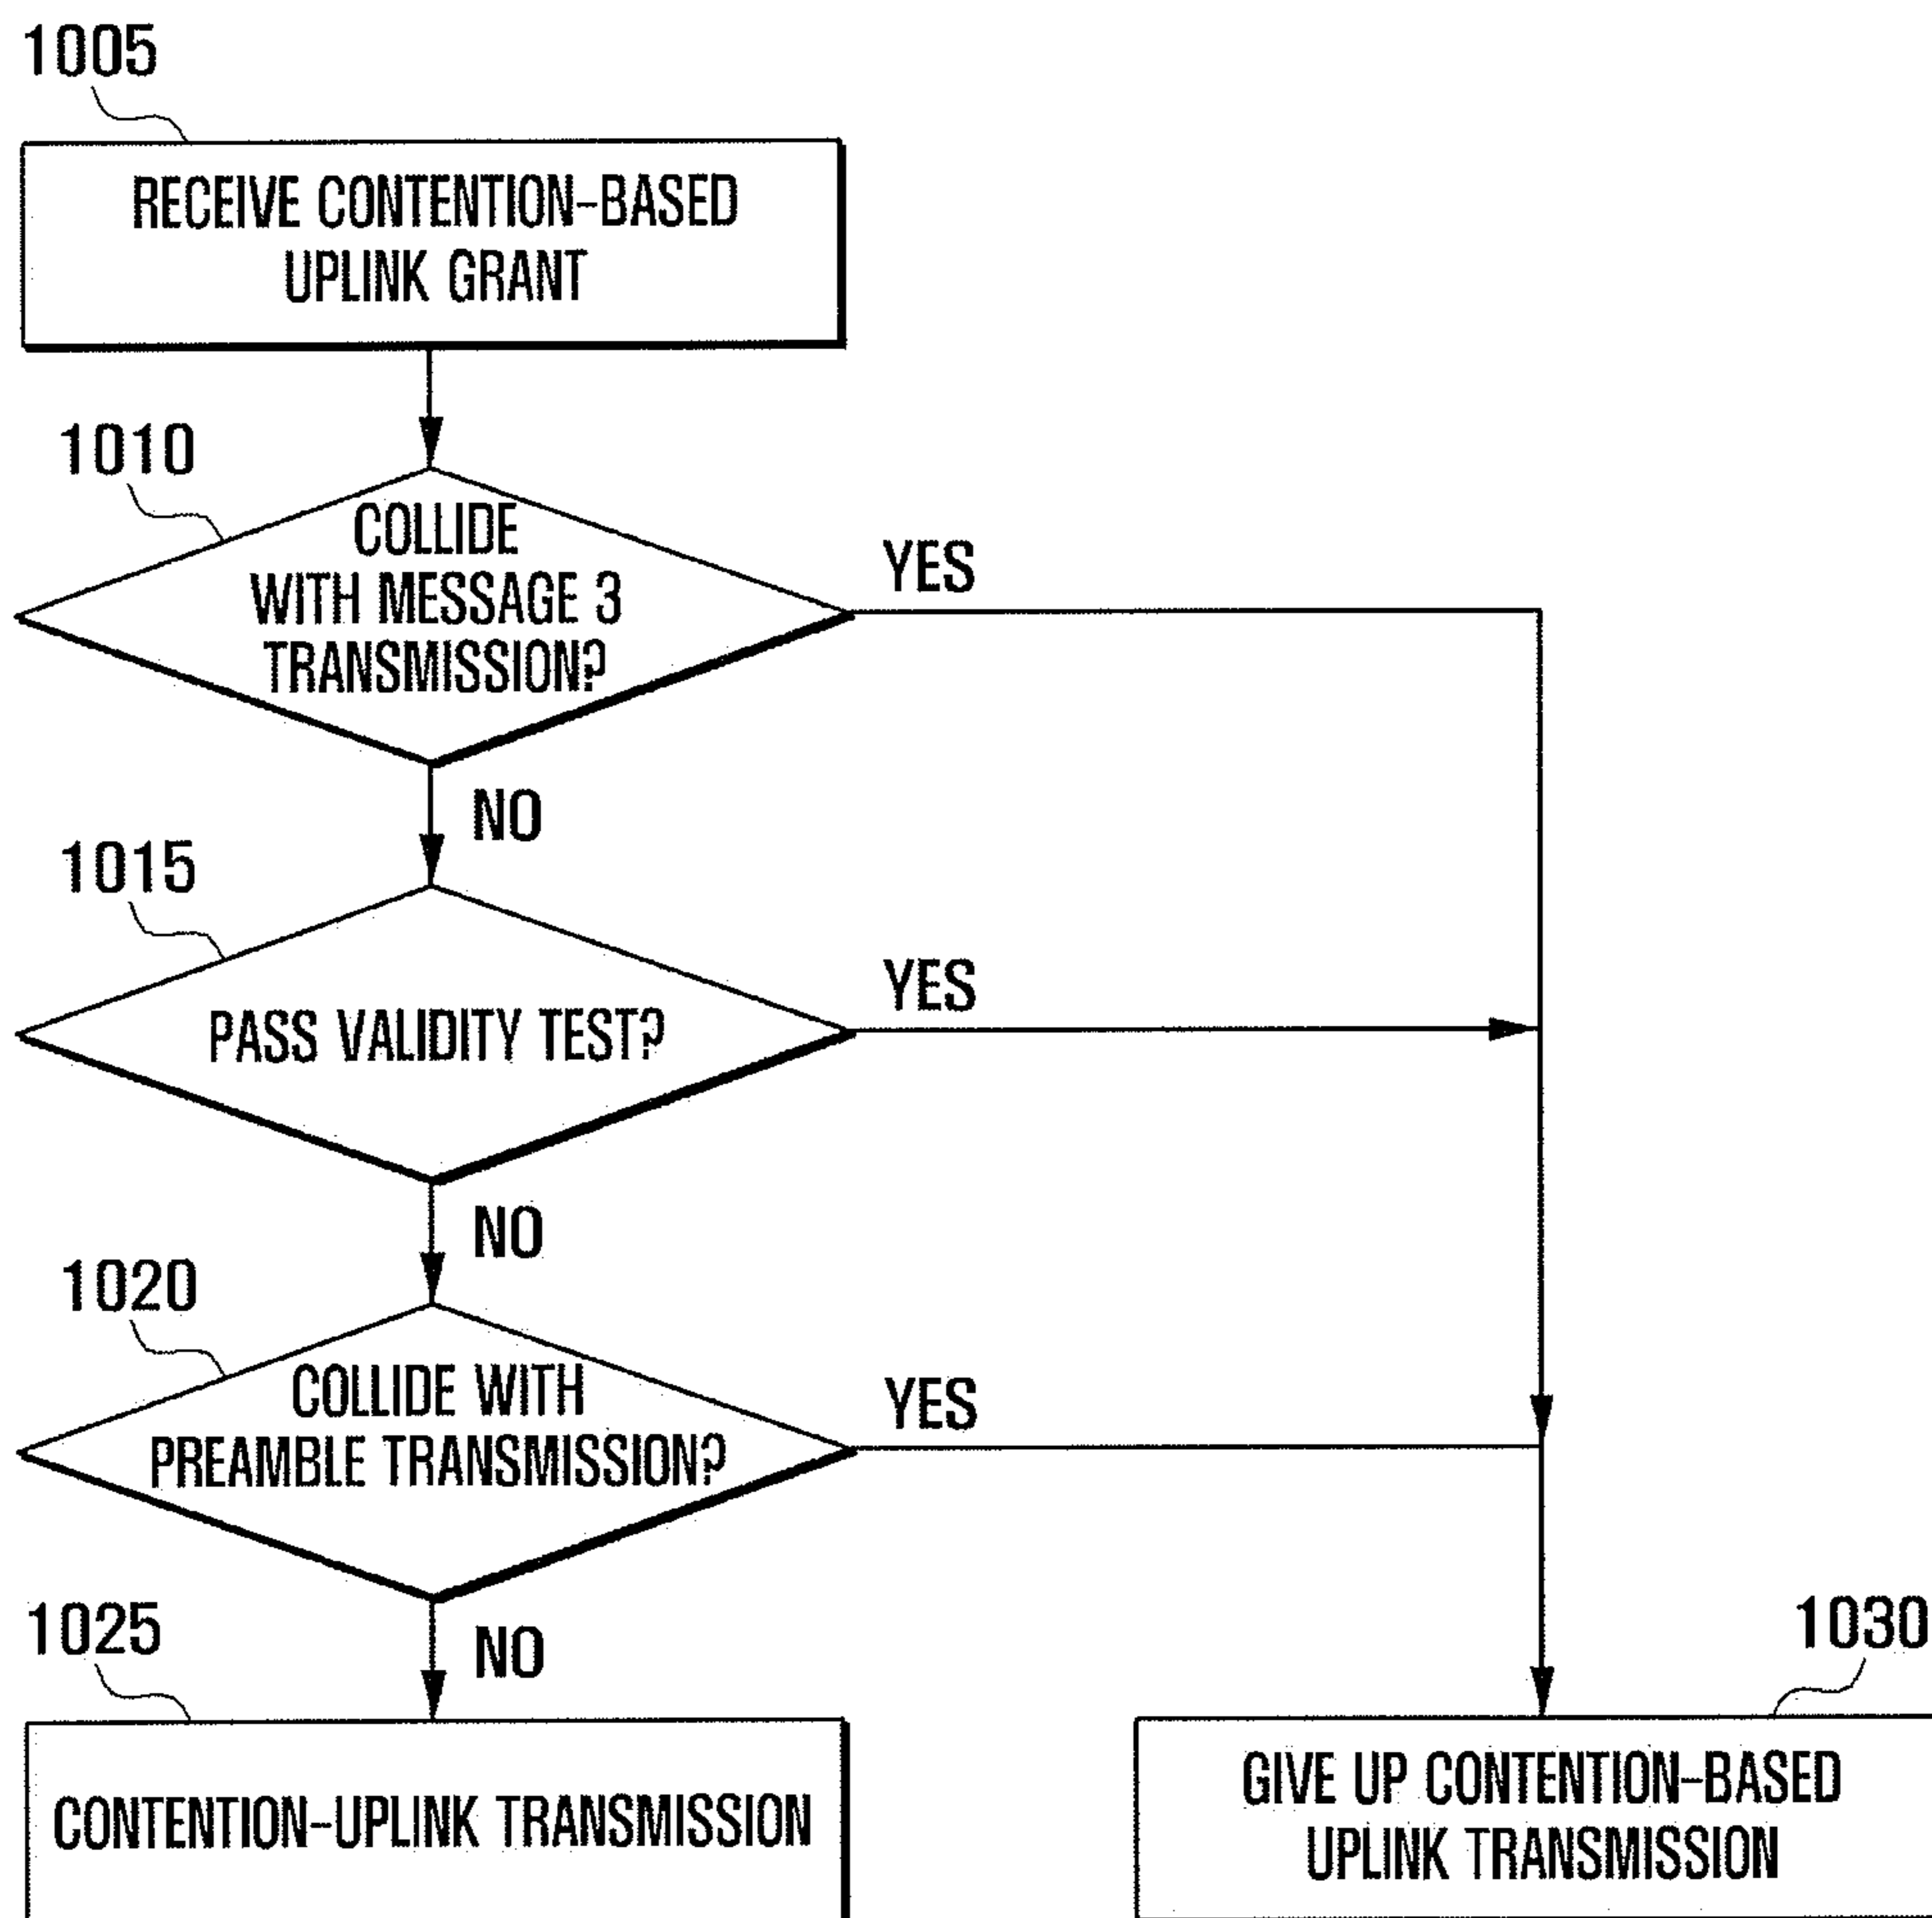 1005
RECEIVE CONTENTION-BASED
UPLINK GRANT
1010
COLLIDE
WITH MESSAGE 3
TRANSMISSION?
YES
NO
1015
PASS VALIDITY TEST?
YES
NO
1020
COLLIDE WITH
PREAMBLE TRANSMISSION?
YES
NO
1025
CONTENTION-UPLINK TRANSMISSION
1030
GIVE UP CONTENTION-BASED
UPLINK TRANSMISSION